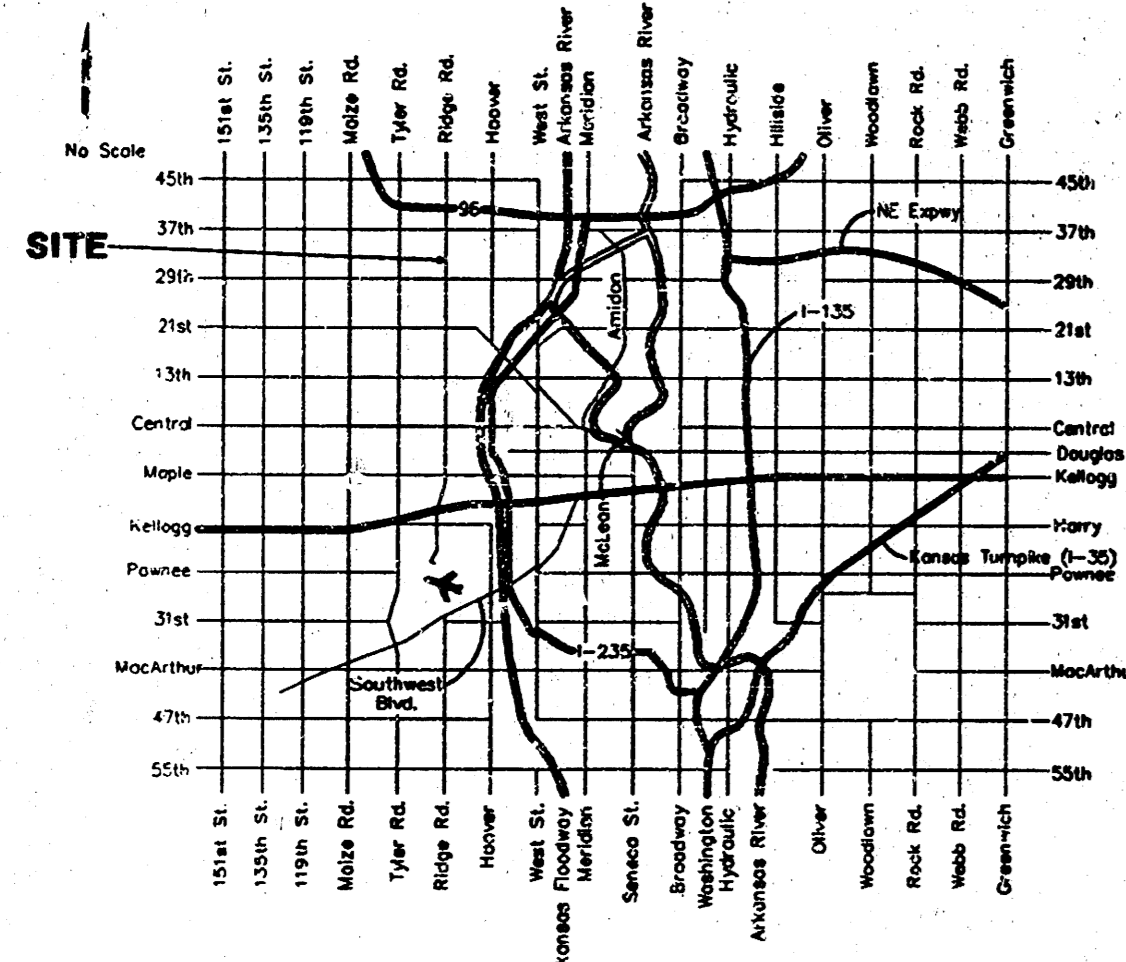 No Scale
151st St.
135th St.
119th St.
Maize Rd.
Tyler Rd.
Ridge Rd.
Hoover
West St.
Arkansas River
Meridian
Arkansas River
Broadway
Hydraulic
Hillside
Oliver
Woodlawn
Rock Rd.
Webb Rd.
Greenwich
45th
96
45th
37th
NE Expwy
37th
SITE
29th
29th
Amidon
21st
I-135
21st
13th
13th
Central
Central
Douglas
Maple
Kellogg
Kellogg
McLean
Harry
Kansas Turnpike (I-35)
Pawnee
Pawnee
31st
31st
I-235
MacArthur
MacArthu
Southwest
Blvd.
47th
47th
55th
55th
151st St.
135th St.
119th St.
Maize Rd.
Tyler Rd.
Ridge Rd.
Hoover
West St.
kansas Floodway
Meridian
Seneca St.
Broadway
Washington
Hydraulic
Arkansas River
Oliver
Woodlawn
Rock Rd.
Webb Rd.
Greenwich